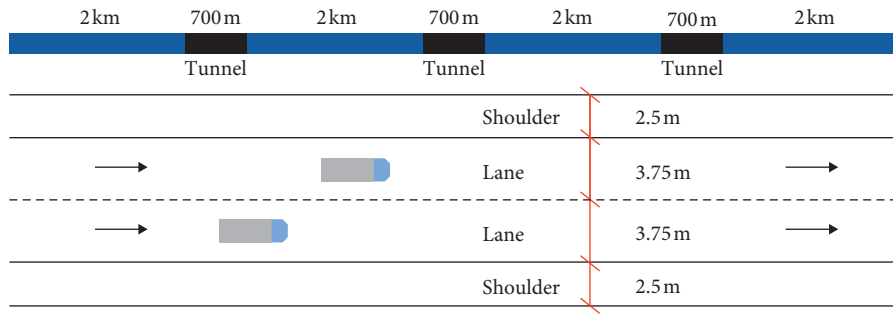 2 km 700 m 2 km 700 m 2 km 700 m 2 km
Tunnel Tunnel Tunnel
Shoulder 2.5 m
Lane 3.75 m
Lane 3.75 m
Shoulder 2.5 m